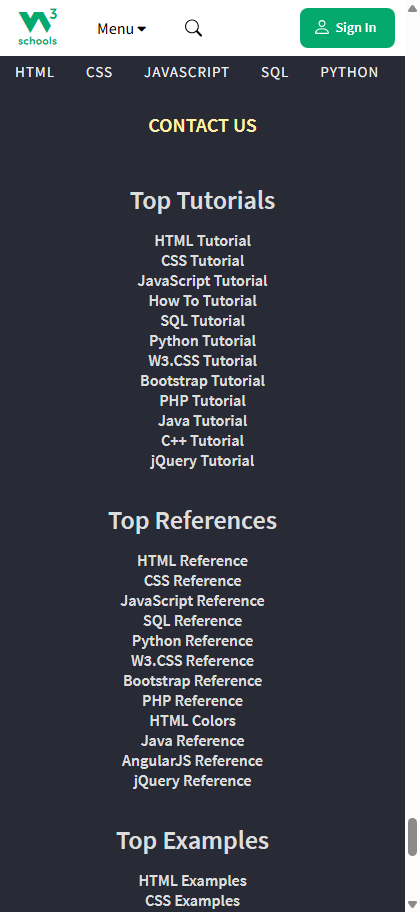 3
schools
Menu
Sign In
HTML CSS JAVASCRIPT SQL PYTHON
CONTACT US
Top Tutorials
HTML Tutorial
CSS Tutorial
JavaScript Tutorial
How To Tutorial
SQL Tutorial
Python Tutorial
W3.CSS Tutorial
Bootstrap Tutorial
PHP Tutorial
Java Tutorial
C++ Tutorial
jQuery Tutorial
Top References
HTML Reference
CSS Reference
JavaScript Reference
SQL Reference
Python Reference
W3.CSS Reference
Bootstrap Reference
PHP Reference
HTML Colors
Java Reference
AngularJS Reference
jQuery Reference
Top Examples
HTML Examples
CSS Examples